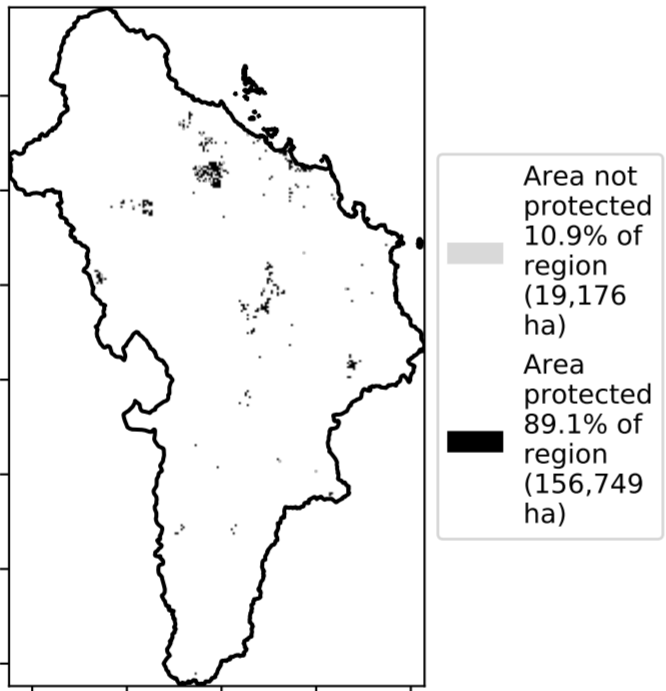 Area not
protected
10.9% of
region
(19,176
ha)
Area
protected
89.1% of
region
(156,749
ha)